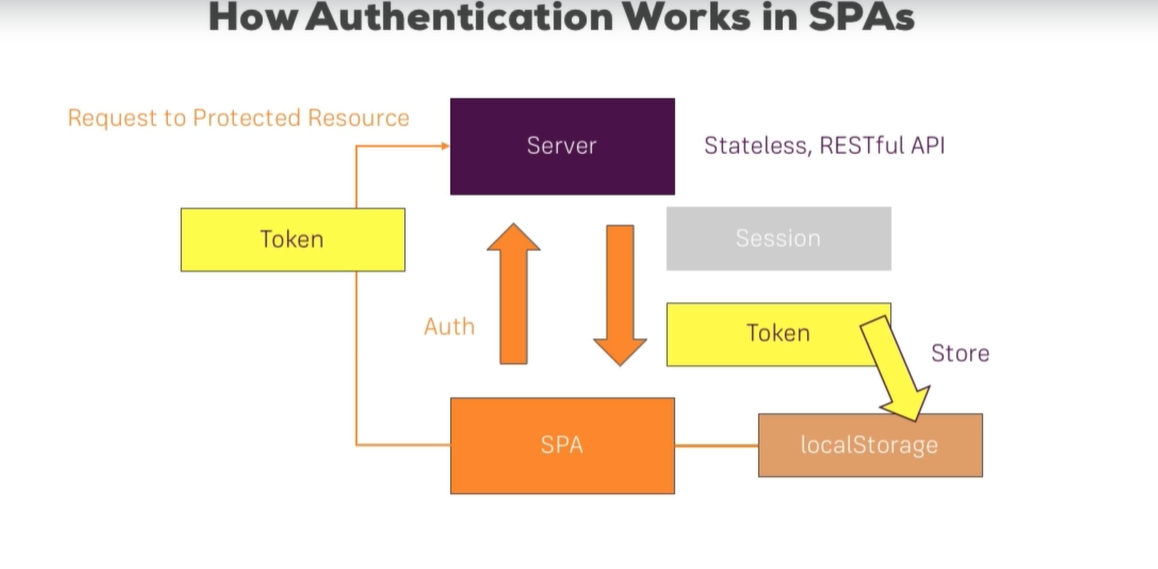 How Authentication Works in SPAs
Request to Protected Resource
Server
Stateless, RESTful API
Token
Session
Auth
Token
Store
SPA
localStorage